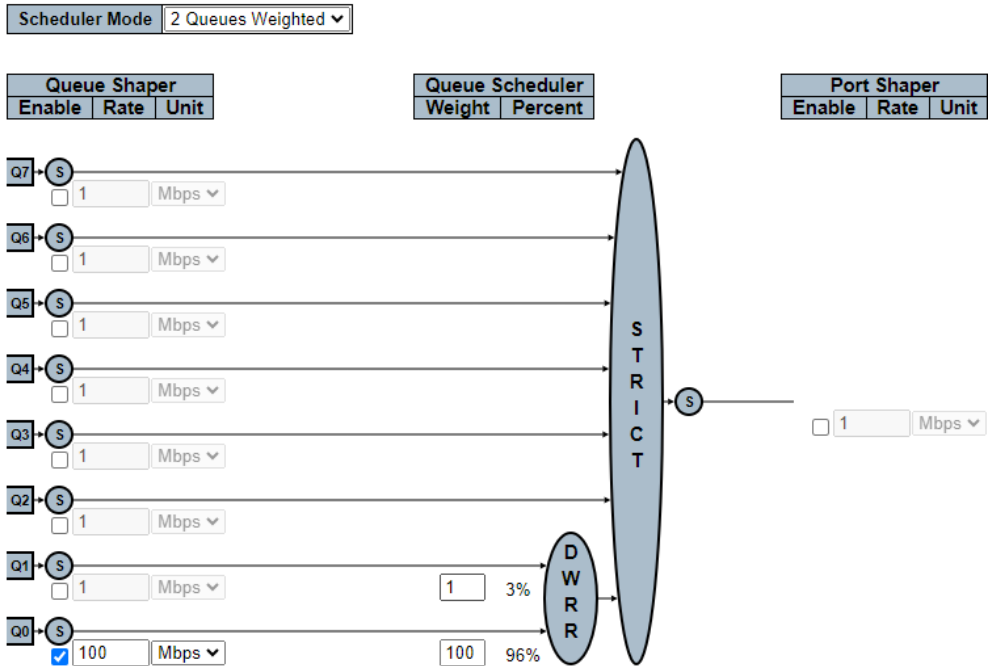 Scheduler Mode 2 Queues Weighted
Queue Shaper Queue Scheduler Port Shaper
Enable Rate Unit Weight Percent Enable Rate Unit
Q7 S
1 Mbps
Q6 S
1 Mbps
Q5 S
1 Mbps
Q4 S
1 Mbps
Q3 S
1 Mbps
Q2 S
1 Mbps
Q1 S
1 Mbps 1 3%
Q0 S
100 Mbps 100 96%
DWRR
STRICT
S
1 Mbps